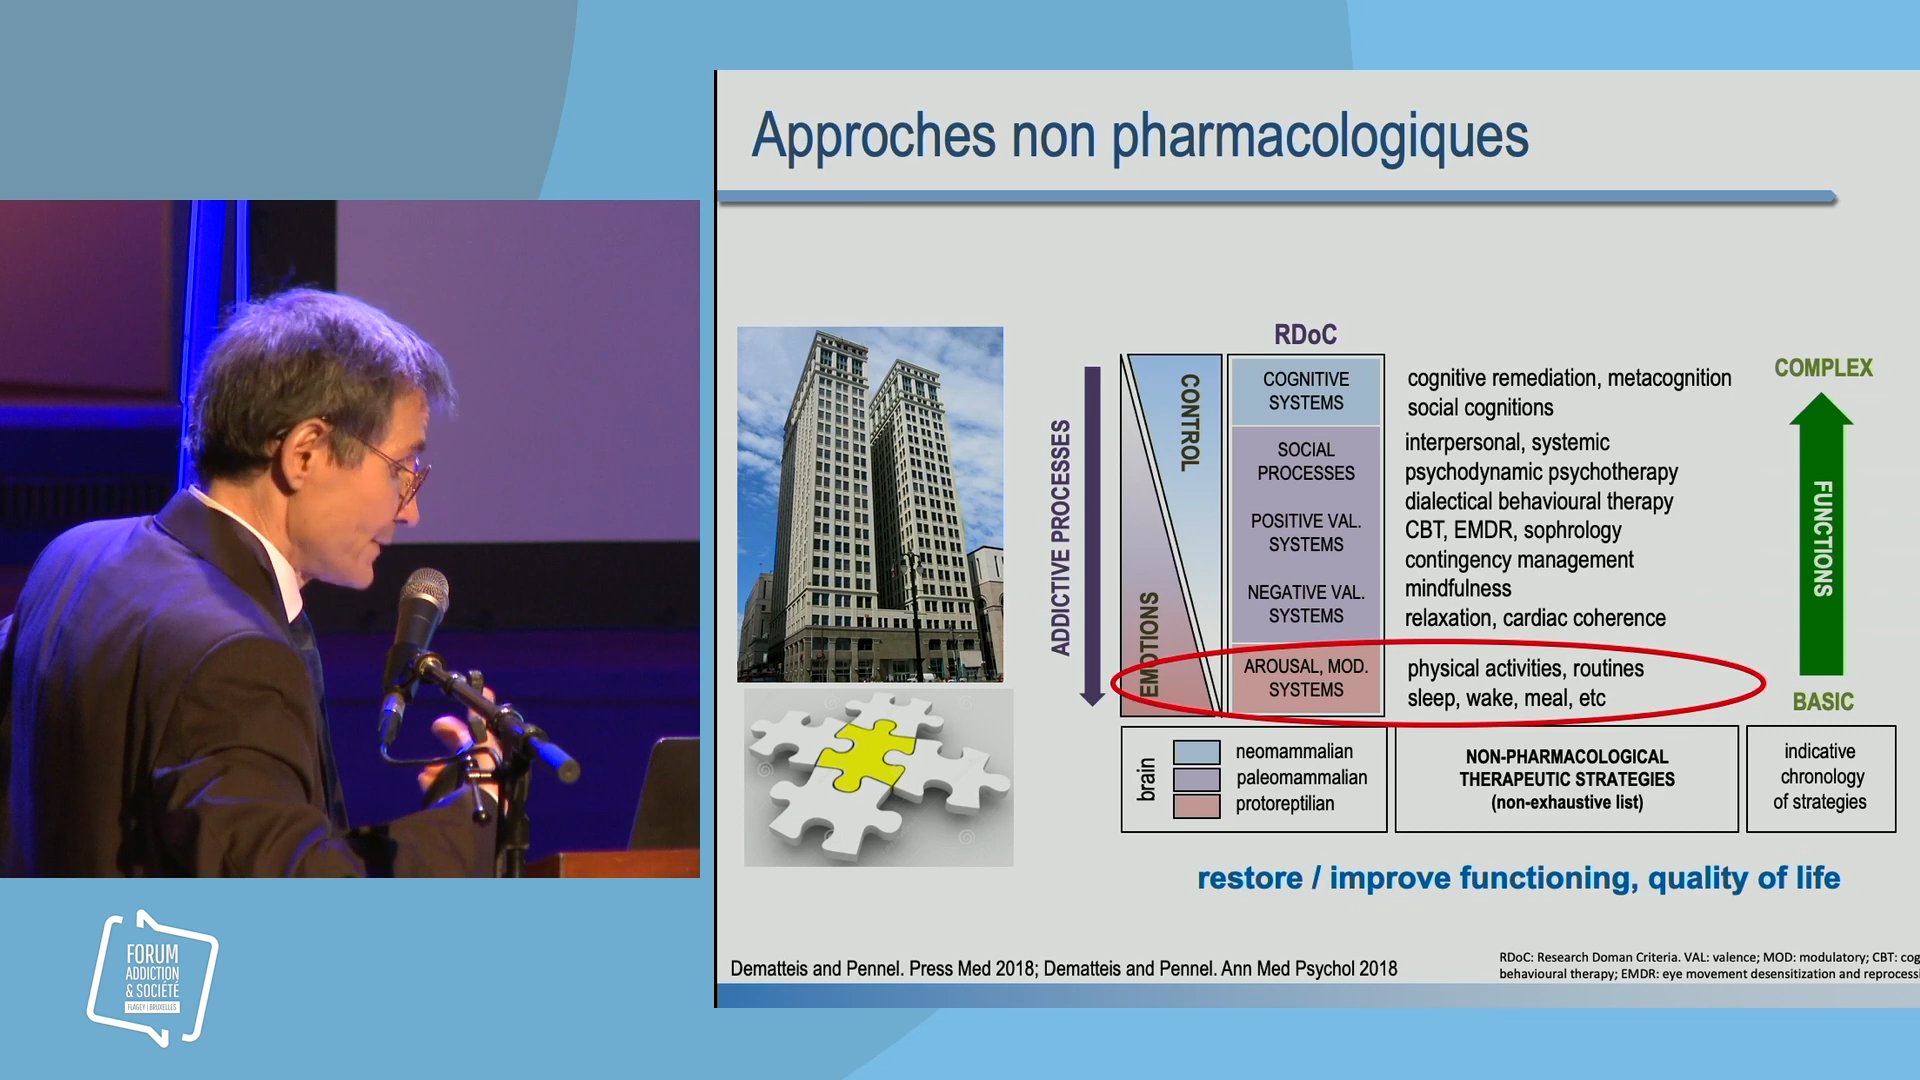 Approches non pharmacologiques
RDoC
ADDICTIVE PROCESSES
CONTROL
EMOTIONS
COGNITIVE
SYSTEMS
SOCIAL
PROCESSES
POSITIVE VAL.
SYSTEMS
NEGATIVE VAL.
SYSTEMS
AROUSAL, MOD.
SYSTEMS
cognitive remediation, metacognition
social cognitions
interpersonal, systemic
psychodynamic psychotherapy
dialectical behavioural therapy
CBT, EMDR, sophrology
contingency management
mindfulness
relaxation, cardiac coherence
physical activities, routines
sleep, wake, meal, etc
COMPLEX
FUNCTIONS
BASIC
brain
neomammalian
paleomammalian
protoreptilian
NON-PHARMACOLOGICAL
THERAPEUTIC STRATEGIES
(non-exhaustive list)
indicative
chronology
of strategies
restore / improve functioning, quality of life
Dematteis and Pennel. Press Med 2018; Dematteis and Pennel. Ann Med Psychol 2018
RDoC: Research Doman Criteria. VAL: valence; MOD: modulatory; CBT: cog
behavioural therapy; EMDR: eye movement desensitization and reprocessi
FORUM
ADDICTION
& SOCIÉTÉ
FLAGEY | BRUXELLES